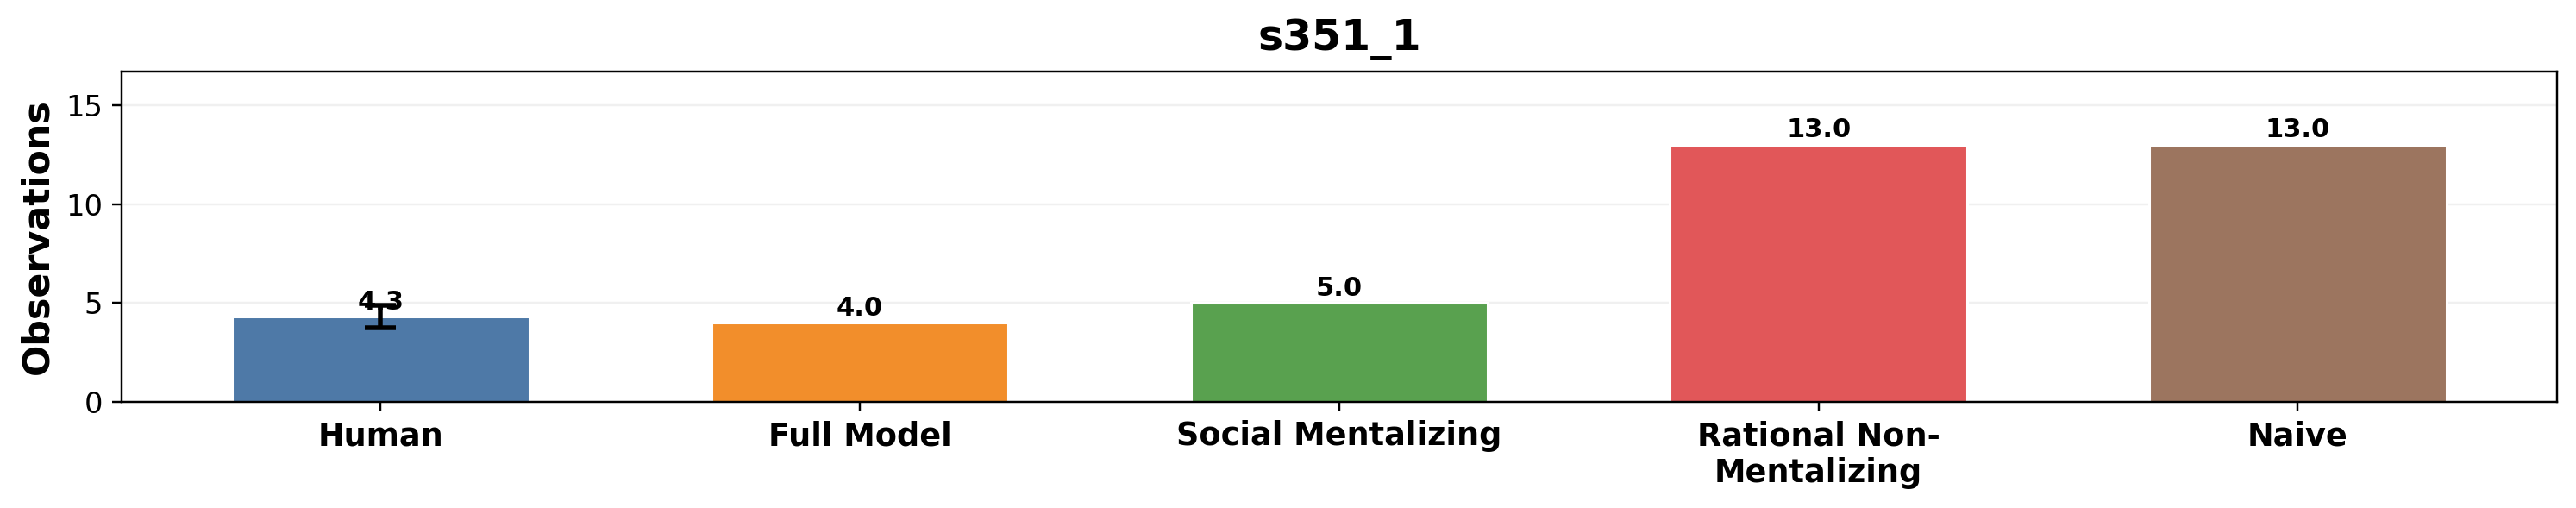 s351_1
Observations
15
10
5
0
4.3
4.0
5.0
13.0
13.0
Human
Full Model
Social Mentalizing
Rational Non-
Mentalizing
Naive